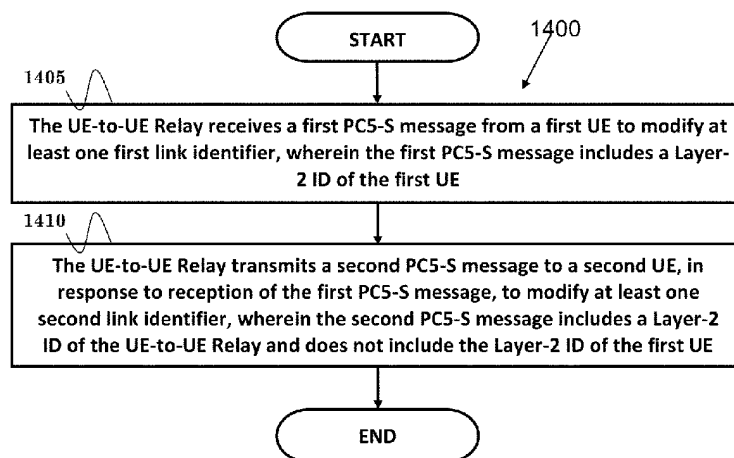 START
1400
1405
The UE-to-UE Relay receives a first PC5-S message from a first UE to modify at
least one first link identifier, wherein the first PC5-S message includes a Layer-
2 ID of the first UE
1410
The UE-to-UE Relay transmits a second PC5-S message to a second UE, in
response to reception of the first PC5-S message, to modify at least one
second link identifier, wherein the second PC5-S message includes a Layer-2
ID of the UE-to-UE Relay and does not include the Layer-2 ID of the first UE
END